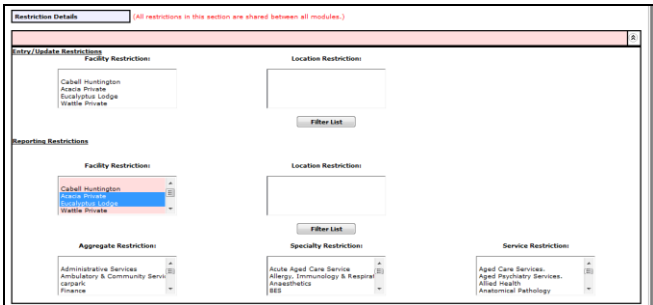 Restriction Details (All restrictions in this section are shared between all modules.)
Entry/Update Restrictions
Facility Restriction: Location Restriction:
Cabell Huntington
Acacia Private
Eucalyptus Lodge
Wattle Private
Filter List
Reporting Restrictions
Facility Restriction: Location Restriction:
Cabell Huntington
Acacia Private
Eucalyptus Lodge
Wattle Private
Filter List
Aggregate Restriction: Specialty Restriction: Service Restriction:
Administrative Services Acute Aged Care Service Aged Care Services.
Ambulatory & Community Servic Allergy, Immunology & Respirat Aged Psychiatry Services.
carpark Anaesthetics Allied Health
Finance BES Anatomical Pathology